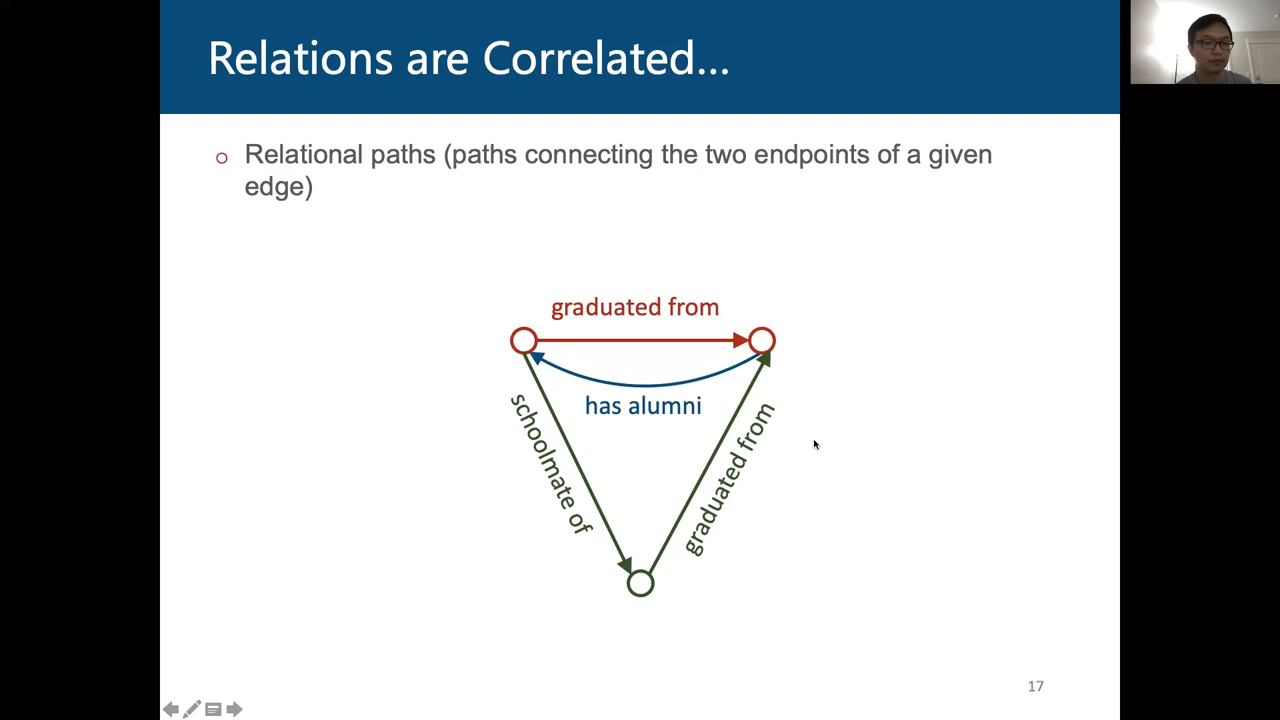 Relations are Correlated...
Relational paths (paths connecting the two endpoints of a given
edge)
graduated from
has alumni
schoolmate of
graduated from
17